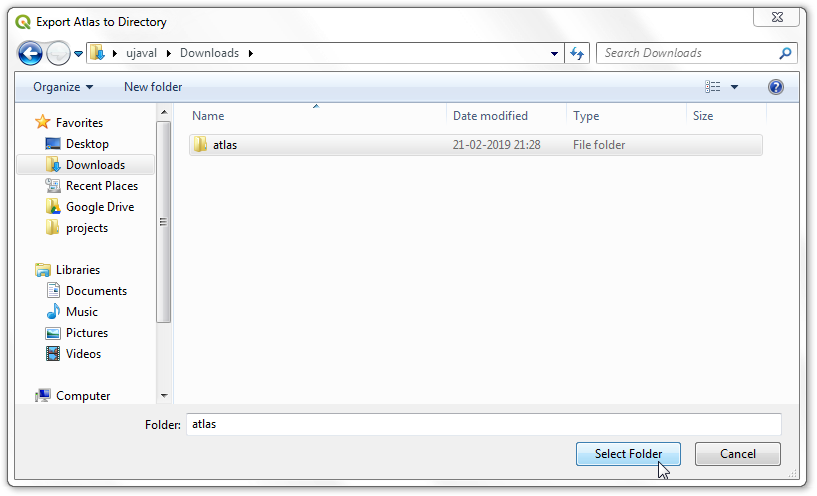 Export Atlas to Directory
ujaval Downloads Search Downloads
Organize New folder
Name Date modified Type Size
atlas 21-02-2019 21:28 File folder
Favorites
Desktop
Downloads
Recent Places
Google Drive
projects
Libraries
Documents
Music
Pictures
Videos
Computer
Folder: atlas
Select Folder Cancel